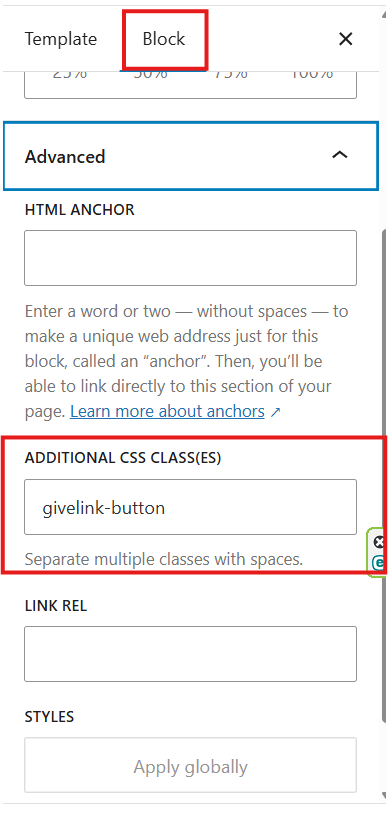 Template Block
25% 50% 75% 100%
Advanced
HTML ANCHOR
Enter a word or two — without spaces — to
make a unique web address just for this
block, called an “anchor”. Then, you’ll be
able to link directly to this section of your
page. Learn more about anchors ↗
ADDITIONAL CSS CLASS(ES)
givelink-button
Separate multiple classes with spaces.
LINK REL
STYLES
Apply globally